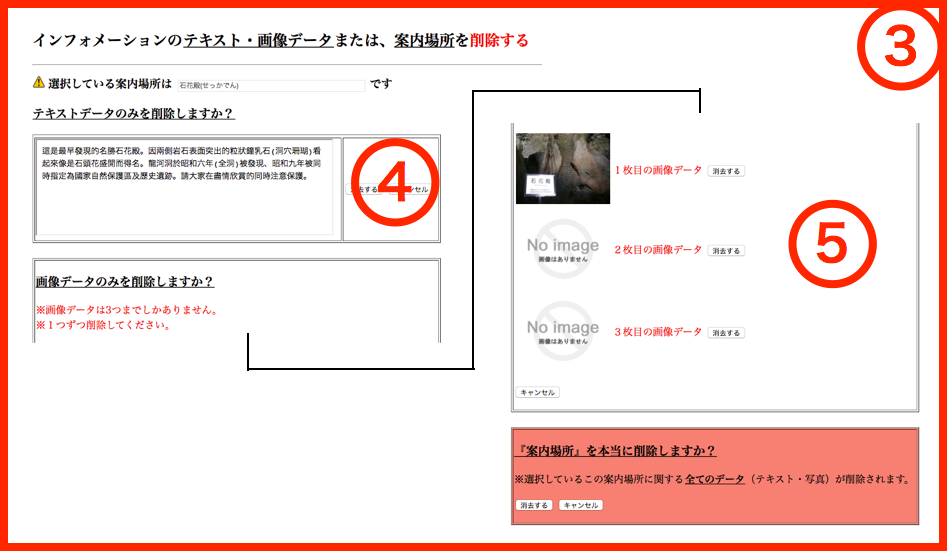 インフォメーションのテキスト・画像データまたは、案内場所を削除する
③
選択している案内場所は 石花殿(せっかでん) です
テキストデータのみを削除しますか？
這是最早發現的名勝石花殿。因兩側岩石表面突出的粒狀鐘乳石(洞穴珊瑚)看
起來像是石頭花盛開而得名。龍河洞於昭和六年(全洞)被發現、昭和九年被同
時指定為國家自然保護區及歷史遺跡。請大家在盡情欣賞的同時注意保護。
④
画像データのみを削除しますか？
※画像データは3つまでしかありません。
※１つずつ削除してください。
石花殿
１枚目の画像データ 消去する
⑤
No image
画像はありません
２枚目の画像データ 消去する
No image
画像はありません
３枚目の画像データ 消去する
キャンセル
『案内場所』を本当に削除しますか？
※選択しているこの案内場所に関する全てのデータ（テキスト・写真）が削除されます。
消去する キャンセル